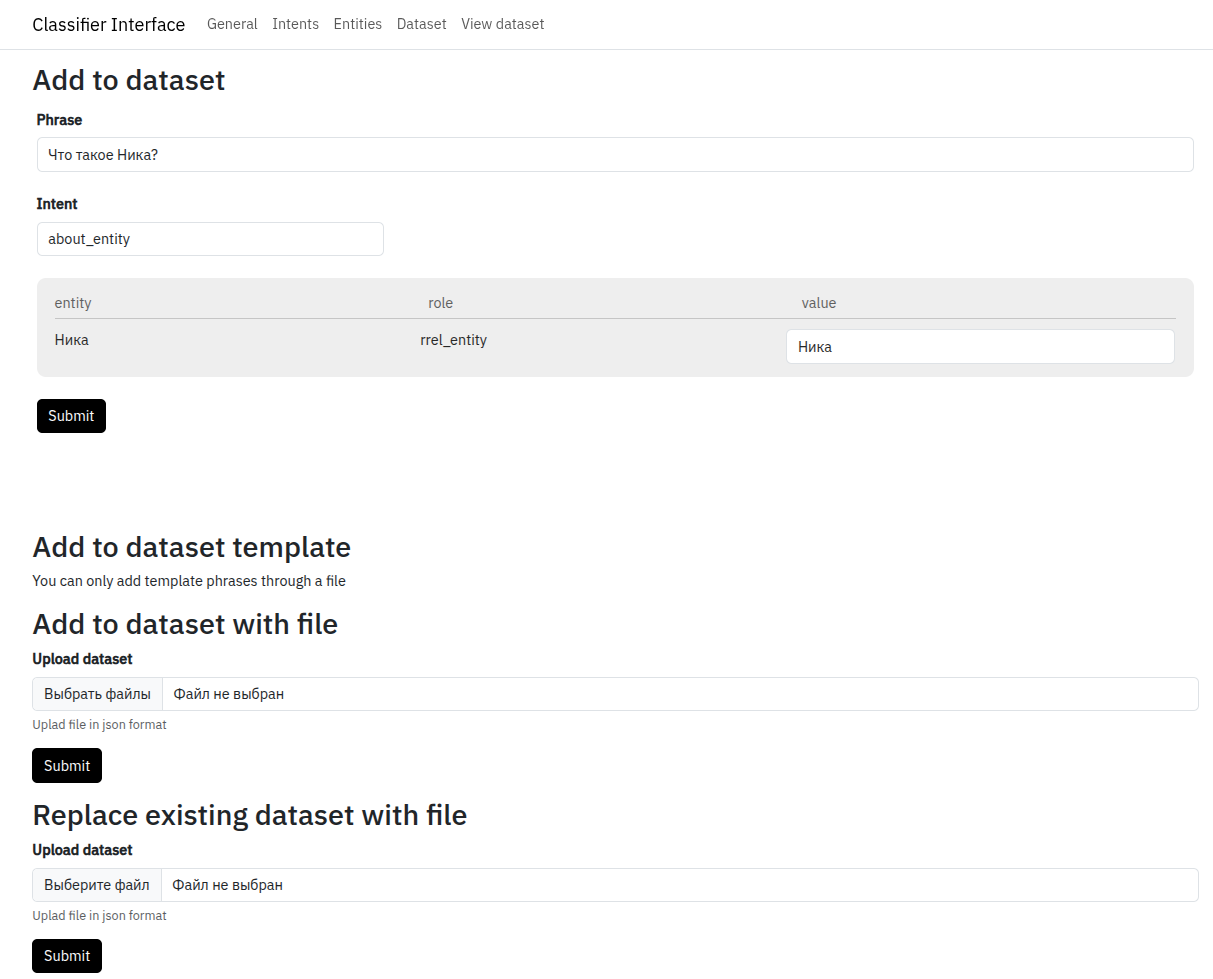 Classifier Interface General Intents Entities Dataset View dataset
Add to dataset
Phrase
Что такое Ника?
Intent
about_entity
entity role value
Ника rrel_entity Ника
Submit
Add to dataset template
You can only add template phrases through a file
Add to dataset with file
Upload dataset
Выбрать файлы Файл не выбран
Uplad file in json format
Submit
Replace existing dataset with file
Upload dataset
Выберите файл Файл не выбран
Uplad file in json format
Submit